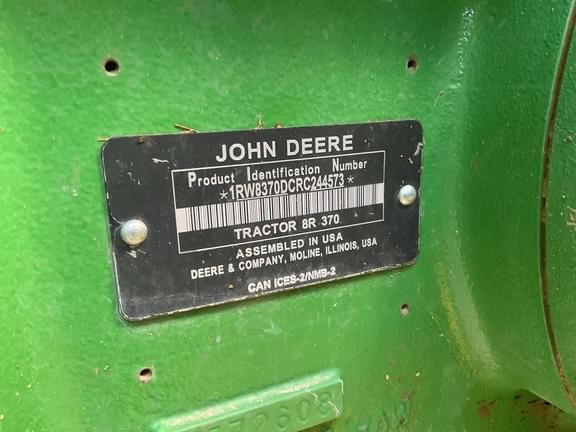 JOHN DEERE
Product Identification Number
*1RW8370DCRC244573*
TRACTOR 8R 370
ASSEMBLED IN USA
DEERE & COMPANY, MOLINE, ILLINOIS, USA
CAN ICES-2/NMB-2